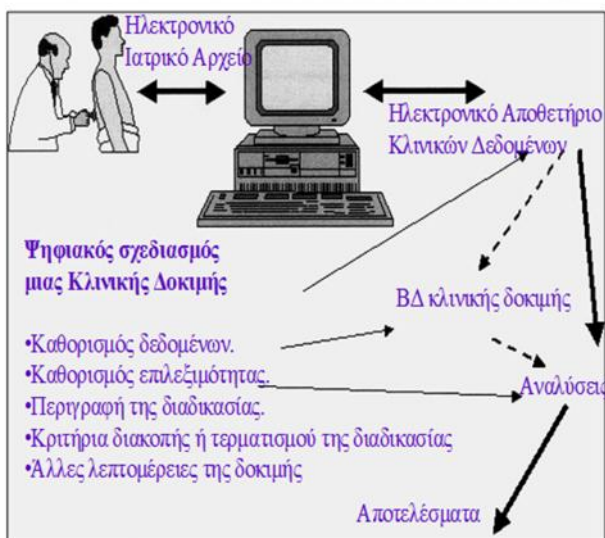 Ηλεκτρονικό
Ιατρικό Αρχείο
Ηλεκτρονικό Αποθετήριο
Κλινικών Δεδομένων
Ψηφιακός σχεδιασμός
μιας Κλινικής Δοκιμής
ΒΔ κλινικής δοκιμής
•Καθορισμός δεδομένων.
•Καθορισμός επιλεξιμότητας.
Αναλύσεις
•Περιγραφή της διαδικασίας.
•Κριτήρια διακοπής ή τερματισμού της διαδικασίας
•Άλλες λεπτομέρειες της δοκιμής
Αποτελέσματα